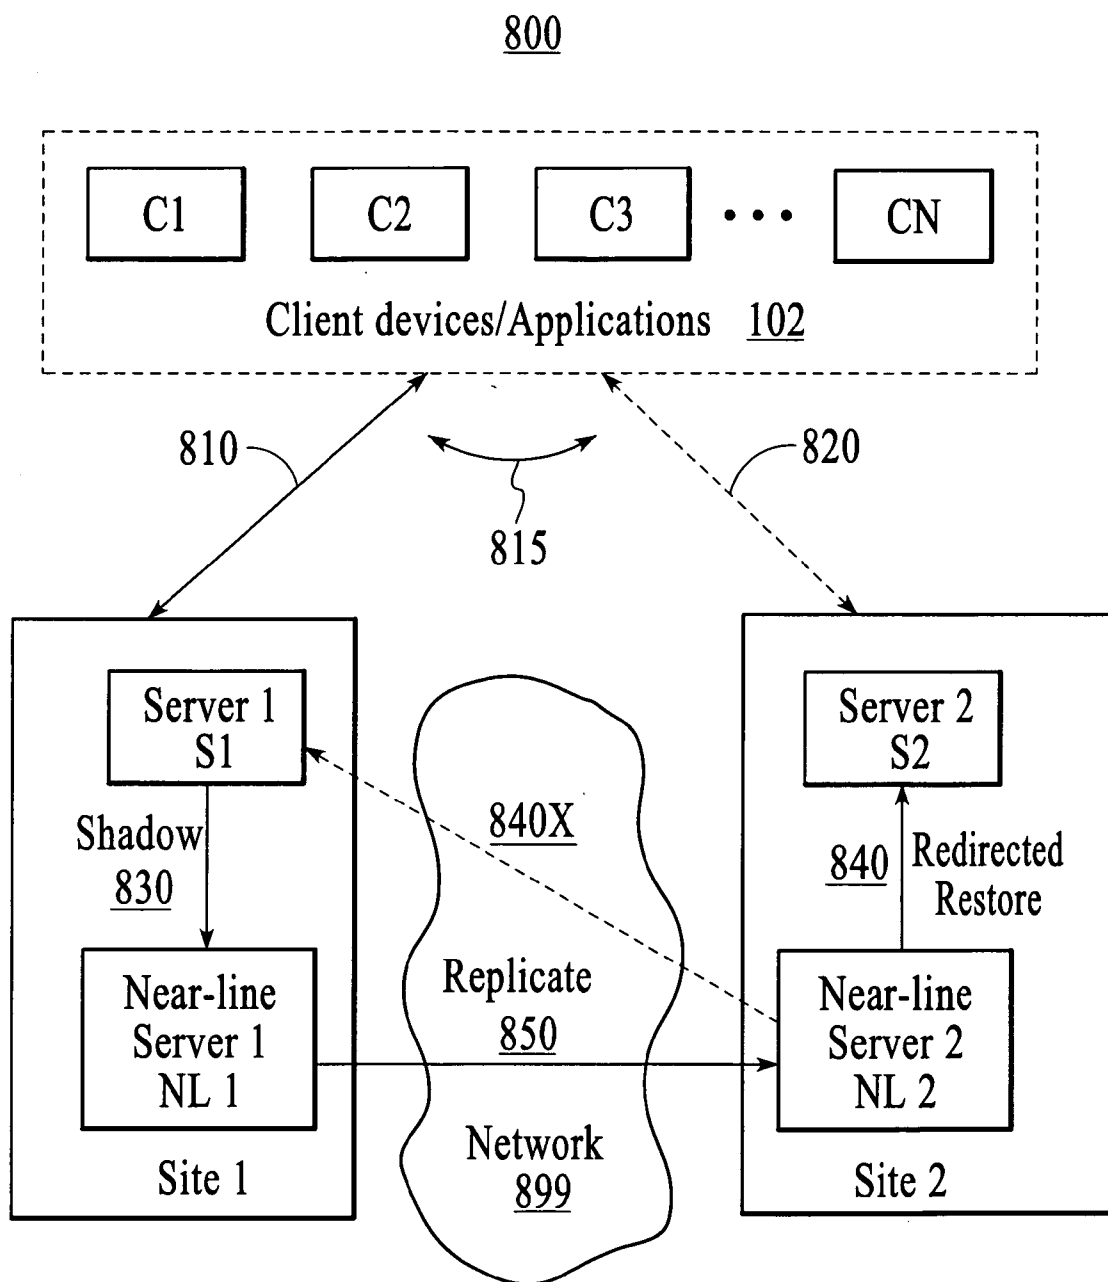 800
C1
C2
C3
• • •
CN
Client devices/Applications 102
810
820
815
Server 1
S1
Shadow
830
Near-line
Server 1
NL 1
Site 1
840X
Replicate
850
Network
899
Server 2
S2
840
Redirected
Restore
Near-line
Server 2
NL 2
Site 2